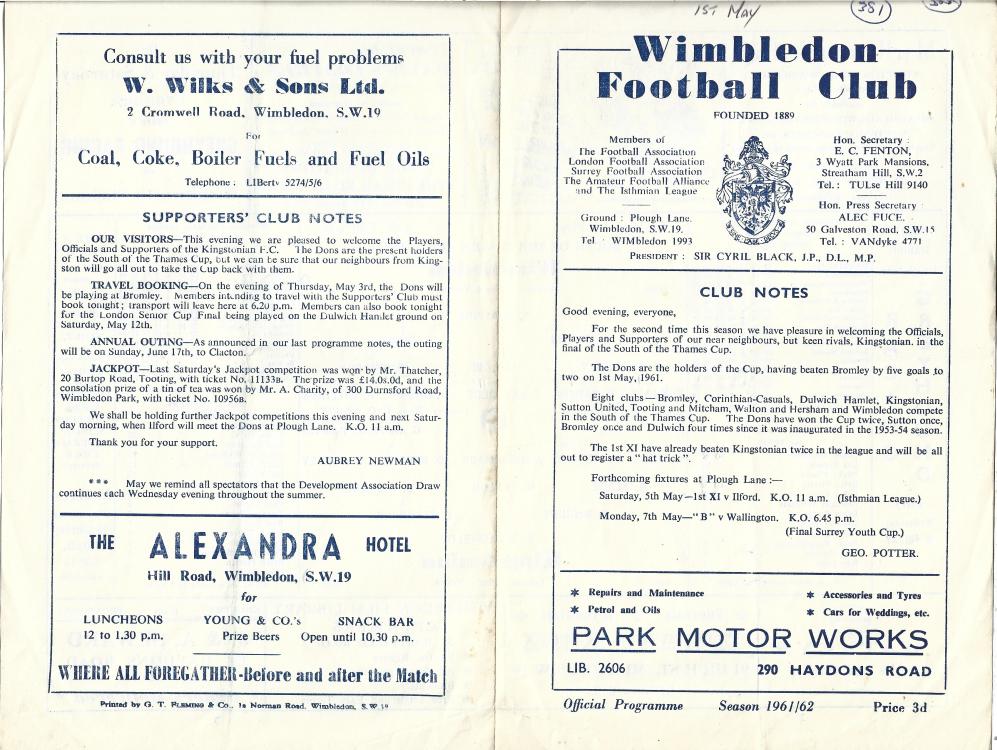 Consult us with your fuel problems
W. Wilks & Sons Ltd.
2 Cromwell Road, Wimbledon, S.W.19
For
Coal, Coke, Boiler Fuels and Fuel Oils
Telephone : LIBerty 5274/5/6
SUPPORTERS' CLUB NOTES
OUR VISITORS—This evening we are pleased to welcome the Players,
Officials and Supporters of the Kingstonian F.C. The Dons are the present holders
of the South of the Thames Cup, but we can be sure that our neighbours from King-
ston will go all out to take the Cup back with them.
TRAVEL BOOKING—On the evening of Thursday, May 3rd, the Dons will
be playing at Bromley. Members intending to travel with the Supporters' Club must
book tonight; transport will leave here at 6.20 p.m. Members can also book tonight
for the London Senior Cup Final being played on the Dulwich Hamlet ground on
Saturday, May 12th.
ANNUAL OUTING—As announced in our last programme notes, the outing
will be on Sunday, June 17th, to Clacton.
JACKPOT—Last Saturday's Jackpot competition was won by Mr. Thatcher,
20 Burtop Road, Tooting, with ticket No. 11133B. The prize was £14.0s.0d, and the
consolation prize of a tin of tea was won by Mr. A. Charity, of 300 Durnsford Road,
Wimbledon Park, with ticket No. 10956B.
We shall be holding further Jackpot competitions this evening and next Satur-
day morning, when Ilford will meet the Dons at Plough Lane. K.O. 11 a.m.
Thank you for your support.
AUBREY NEWMAN
*** May we remind all spectators that the Development Association Draw
continues each Wednesday evening throughout the summer.
THE ALEXANDRA HOTEL
Hill Road, Wimbledon, S.W.19
for
LUNCHEONS YOUNG & CO.'s SNACK BAR
12 to 1.30 p.m. Prize Beers Open until 10.30 p.m.
WHERE ALL FOREGATHER-Before and after the Match
Printed by G. T. Fleming & Co., 1a Norman Road, Wimbledon, S.W.19
1ST May
381
Wimbledon
Football Club
FOUNDED 1889
Members of
The Football Association
London Football Association
Surrey Football Association
The Amateur Football Alliance
and The Isthmian League
Ground : Plough Lane,
Wimbledon, S.W.19.
Tel : WIMbledon 1993
Hon. Secretary :
E. C. FENTON,
3 Wyatt Park Mansions,
Streatham Hill, S.W.2
Tel. : TULse Hill 9140
Hon. Press Secretary :
ALEC FUCE,
50 Galveston Road, S.W.15
Tel. : VANdyke 4771
PRESIDENT : SIR CYRIL BLACK, J.P., D.L., M.P.
CLUB NOTES
Good evening, everyone,
For the second time this season we have pleasure in welcoming the Officials,
Players and Supporters of our near neighbours, but keen rivals, Kingstonian. in the
final of the South of the Thames Cup.
The Dons are the holders of the Cup, having beaten Bromley by five goals to
two on 1st May, 1961.
Eight clubs—Bromley, Corinthian-Casuals, Dulwich Hamlet, Kingstonian,
Sutton United, Tooting and Mitcham, Walton and Hersham and Wimbledon compete
in the South of the Thames Cup. The Dons have won the Cup twice, Sutton once,
Bromley once and Dulwich four times since it was inaugurated in the 1953-54 season.
The 1st XI have already beaten Kingstonian twice in the league and will be all
out to register a “ hat trick ”.
Forthcoming fixtures at Plough Lane :—
Saturday, 5th May—1st XI v Ilford. K.O. 11 a.m. (Isthmian League.)
Monday, 7th May—“ B ” v Wallington. K.O. 6.45 p.m.
(Final Surrey Youth Cup.)
GEO. POTTER.
* Repairs and Maintenance * Accessories and Tyres
* Petrol and Oils * Cars for Weddings, etc.
PARK MOTOR WORKS
LIB. 2606 290 HAYDONS ROAD
Official Programme Season 1961/62 Price 3d